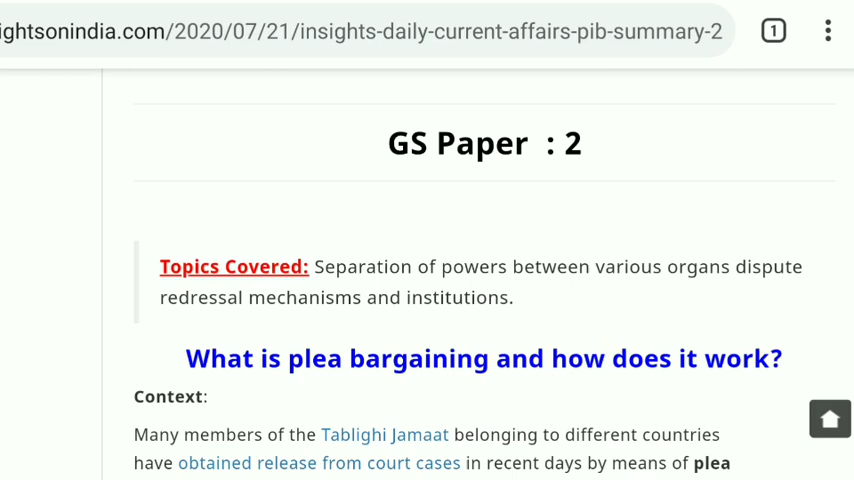 ightsonindia.com/2020/07/21/insights-daily-current-affairs-pib-summary-2
1
GS Paper : 2
Topics Covered: Separation of powers between various organs dispute
redressal mechanisms and institutions.
What is plea bargaining and how does it work?
Context:
Many members of the Tablighi Jamaat belonging to different countries
have obtained release from court cases in recent days by means of plea